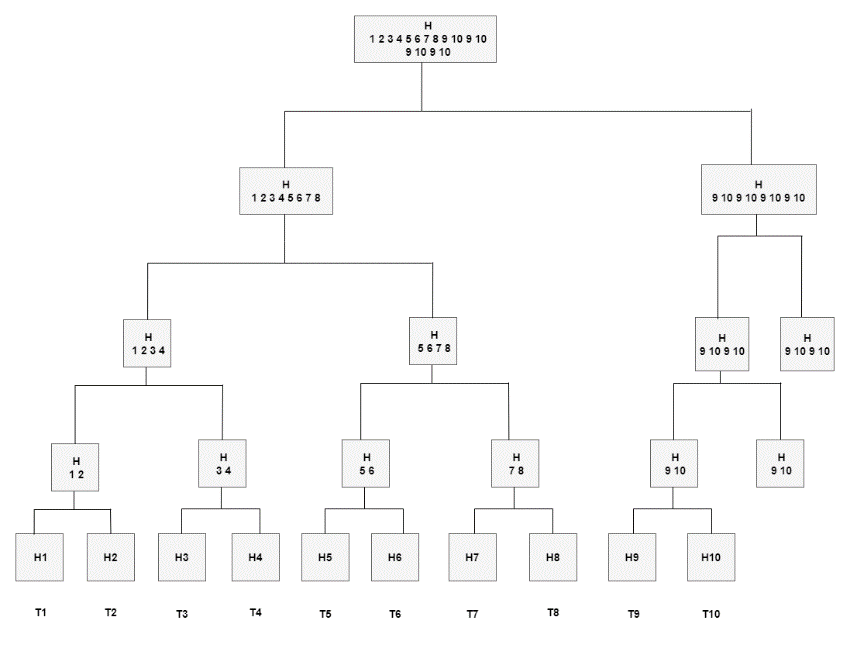 H
1 2 3 4 5 6 7 8 9 10 9 10
9 10 9 10
H
1 2 3 4 5 6 7 8
H
9 10 9 10 9 10 9 10
H
1 2 3 4
H
5 6 7 8
H
9 10 9 10
H
9 10 9 10
H
1 2
H
3 4
H
5 6
H
7 8
H
9 10
H
9 10
H1
H2
H3
H4
H5
H6
H7
H8
H9
H10
T1
T2
T3
T4
T5
T6
T7
T8
T9
T10